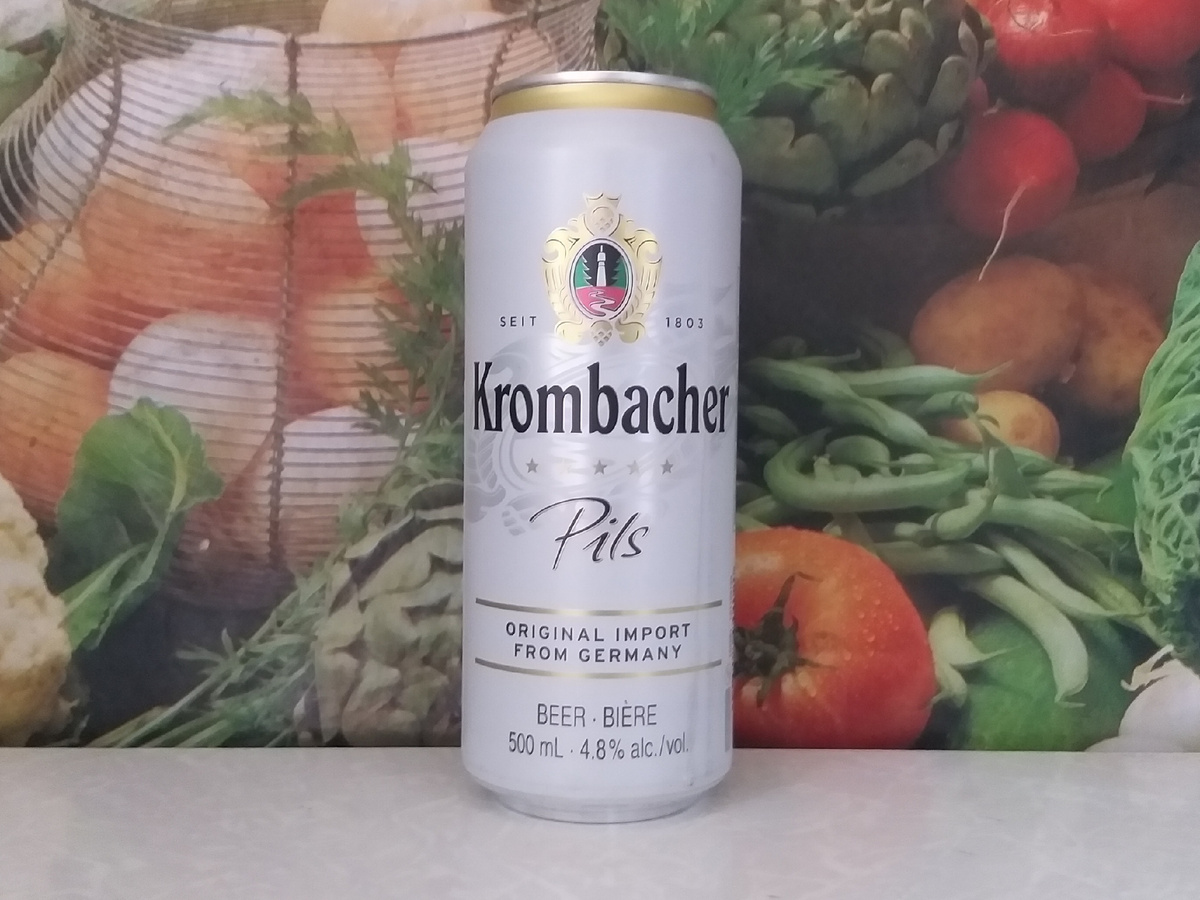 SEIT 1803
Krombacher
Pils
ORIGINAL IMPORT
FROM GERMANY
BEER · BIÈRE
500 mL · 4.8% alc./vol.